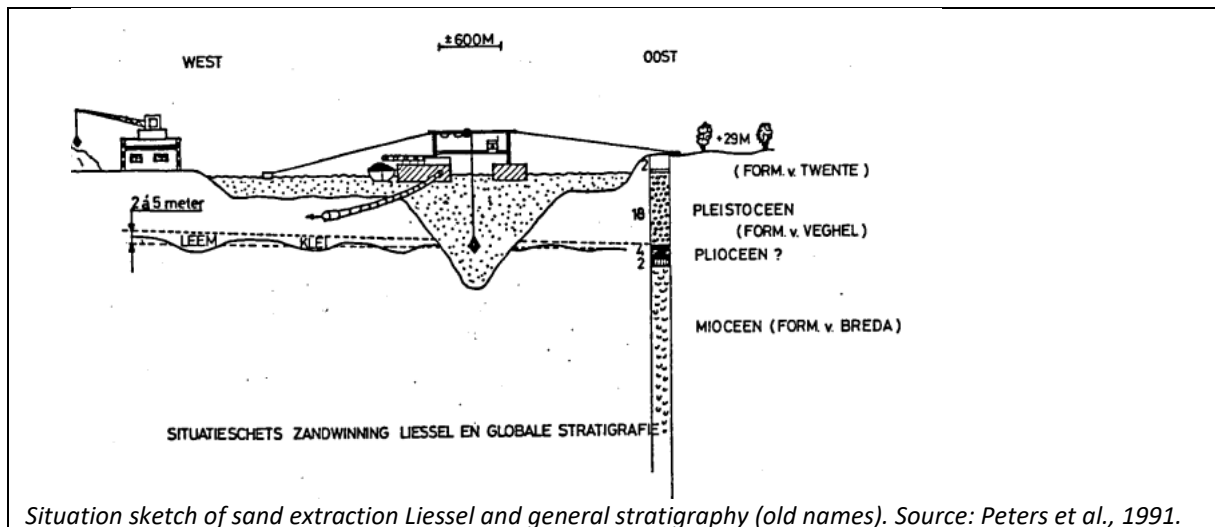 ±600M
WEST
OOST
+29M
2
(FORM. v. TWENTE)
2 á 5 meter
18
PLEISTOCEEN
(FORM. v. VEGHEL)
LEEM
KLEI
4
PLIOCEEN ?
2
MIOCEEN (FORM. v. BREDA)
SITUATIESCHETS ZANDWINNING LIESSEL EN GLOBALE STRATIGRAFIE
Situation sketch of sand extraction Liessel and general stratigraphy (old names). Source: Peters et al., 1991.